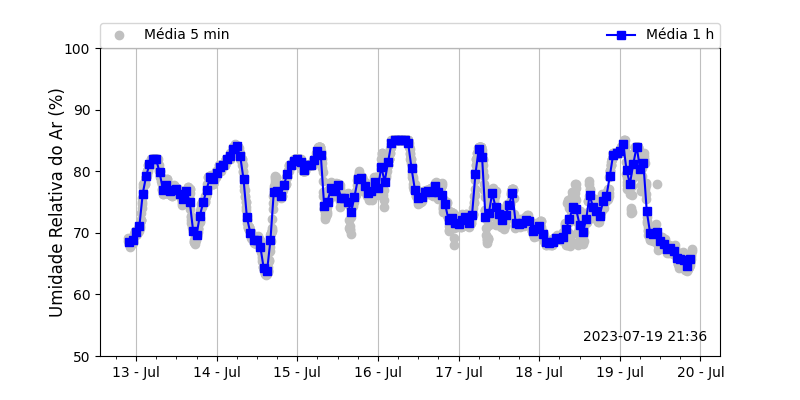 Média 5 min
Média 1 h
Umidade Relativa do Ar (%)
100
90
80
70
60
50
2023-07-19 21:36
13 - Jul
14 - Jul
15 - Jul
16 - Jul
17 - Jul
18 - Jul
19 - Jul
20 - Jul